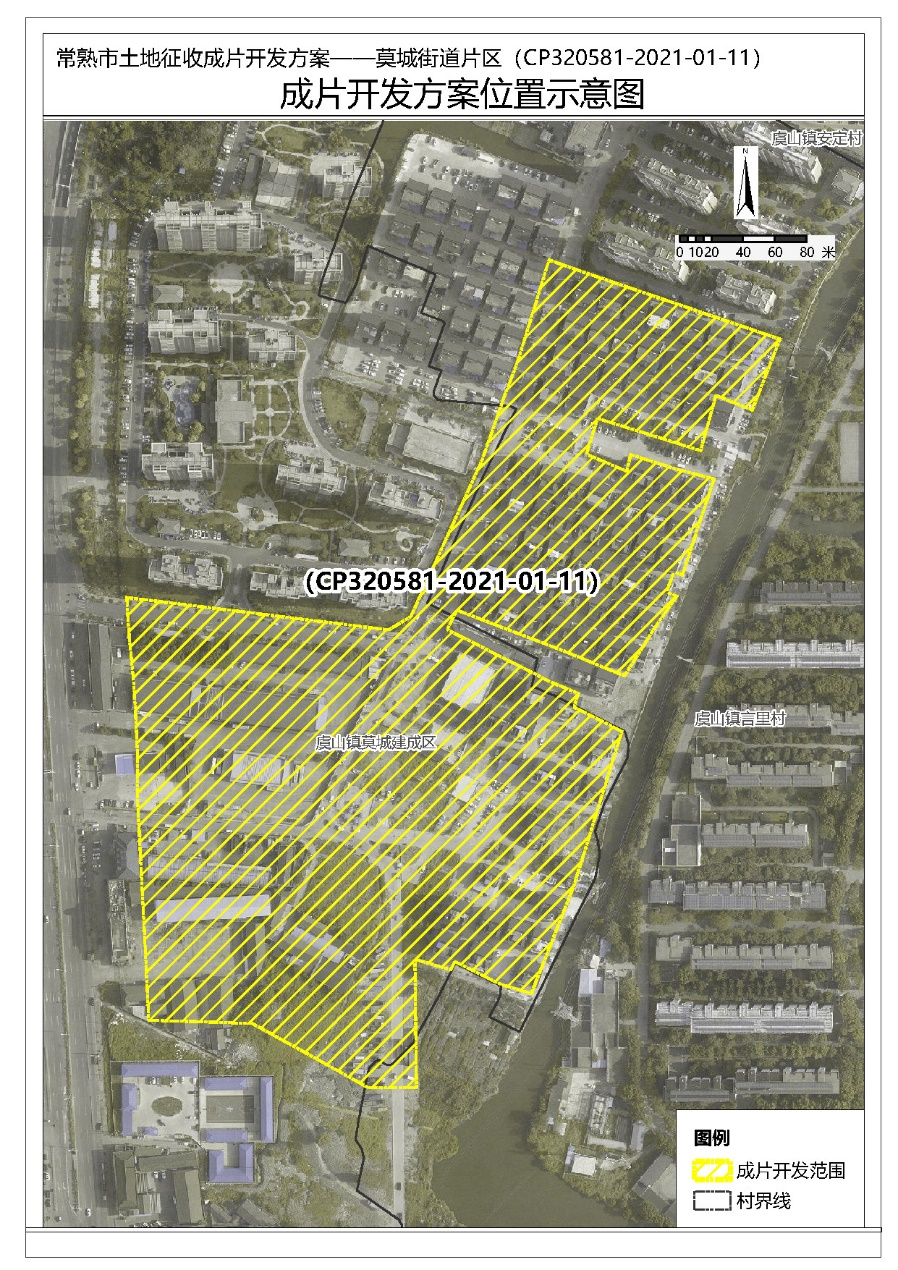 常熟市土地征收成片开发方案——莫城街道片区（CP320581-2021-01-11）
成片开发方案位置示意图
虞山镇安定村
N
0 1020 40 60 80 米
(CP320581-2021-01-11)
虞山镇言里村
虞山镇莫城建成区
图例
成片开发范围
村界线